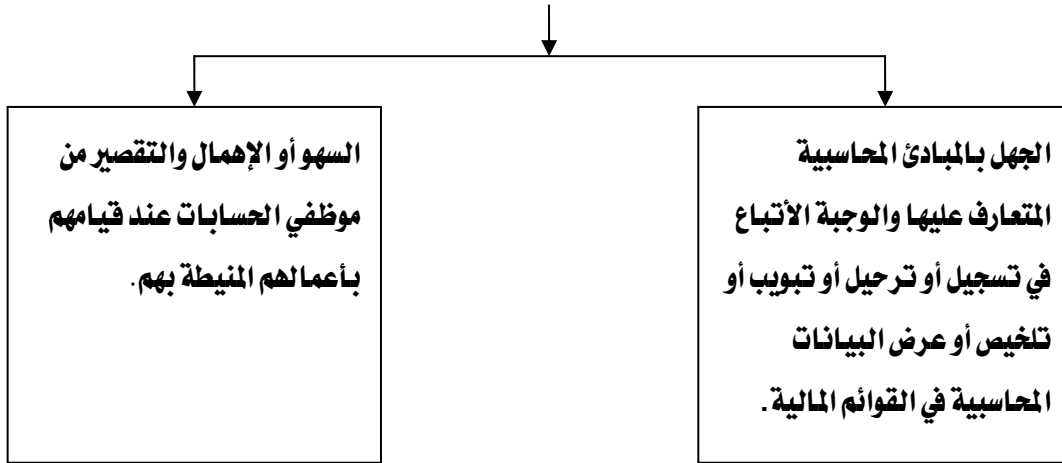 الجهل بالمبادئ المحاسبية
المتعارف عليها والوجبة الأتباع
في تسجيل أو ترحيل أو تبويب أو
تلخيص أو عرض البيانات
المحاسبية في القوائم المالية.
السهو أو الإهمال والتقصير من
موظفي الحسابات عند قيامهم
بأعمالهم المنيطة بهم.